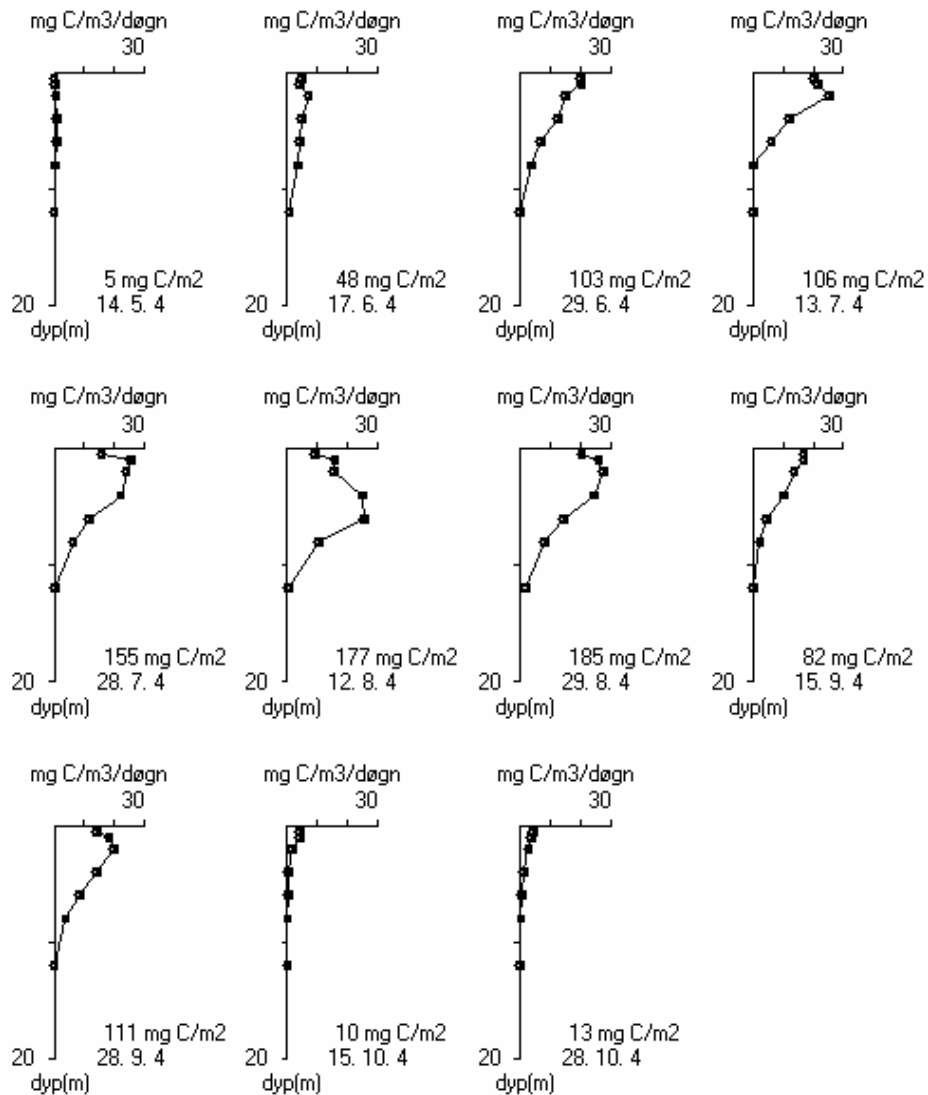 mg C/m3/døgn mg C/m3/døgn mg C/m3/døgn mg C/m3/døgn
30 30 30 30
5 mg C/m2 48 mg C/m2 103 mg C/m2 106 mg C/m2
20 14. 5. 4 20 17. 6. 4 20 29. 6. 4 20 13. 7. 4
dyp(m) dyp(m) dyp(m) dyp(m)
mg C/m3/døgn mg C/m3/døgn mg C/m3/døgn mg C/m3/døgn
30 30 30 30
155 mg C/m2 177 mg C/m2 185 mg C/m2 82 mg C/m2
20 28. 7. 4 20 12. 8. 4 20 29. 8. 4 20 15. 9. 4
dyp(m) dyp(m) dyp(m) dyp(m)
mg C/m3/døgn mg C/m3/døgn mg C/m3/døgn
30 30 30
111 mg C/m2 10 mg C/m2 13 mg C/m2
20 28. 9. 4 20 15. 10. 4 20 28. 10. 4
dyp(m) dyp(m) dyp(m)